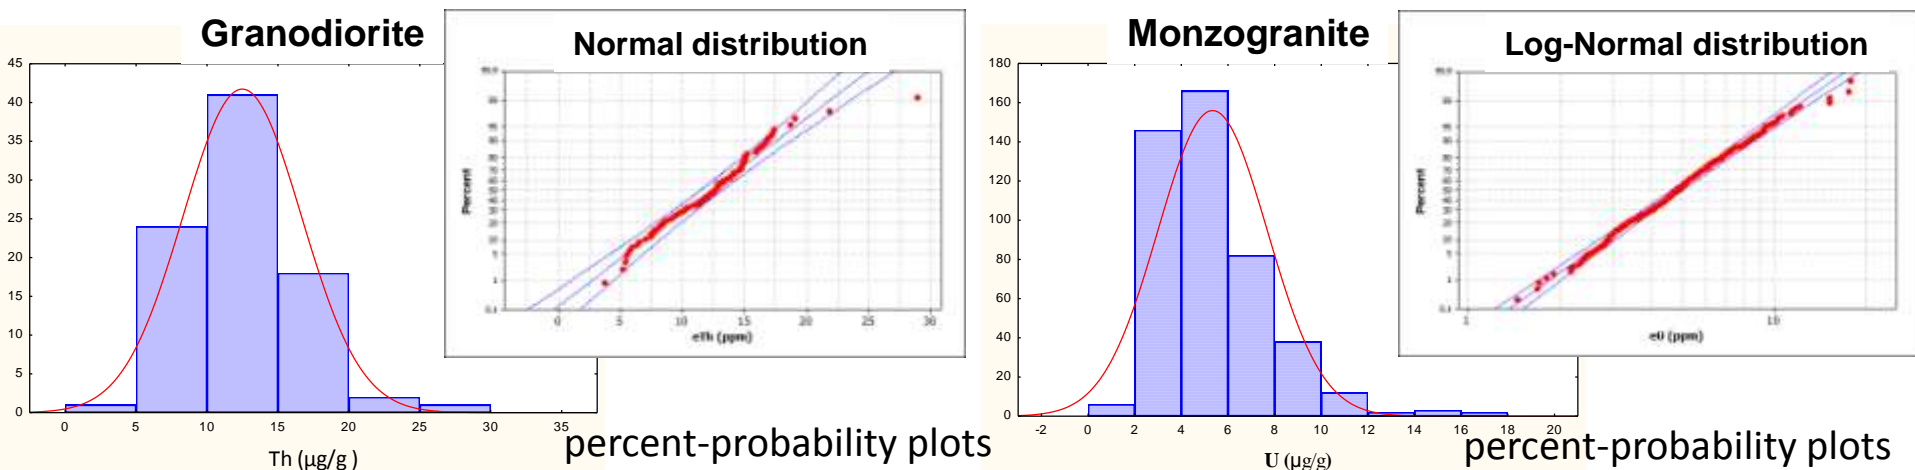 Granodiorite
Normal distribution
45
40
35
30
25
20
15
10
5
0
0 5 10 15 20 25 30 35
Th (µg/g )
Percent
0 5 10 15 20 25 30
eTh (ppm)
percent-probability plots
Monzogranite
Log-Normal distribution
180
160
140
120
100
80
60
40
20
0
-2 0 2 4 6 8 10 12 14 16 18 20
U (µg/g)
Percent
1 10
eU (ppm)
percent-probability plots